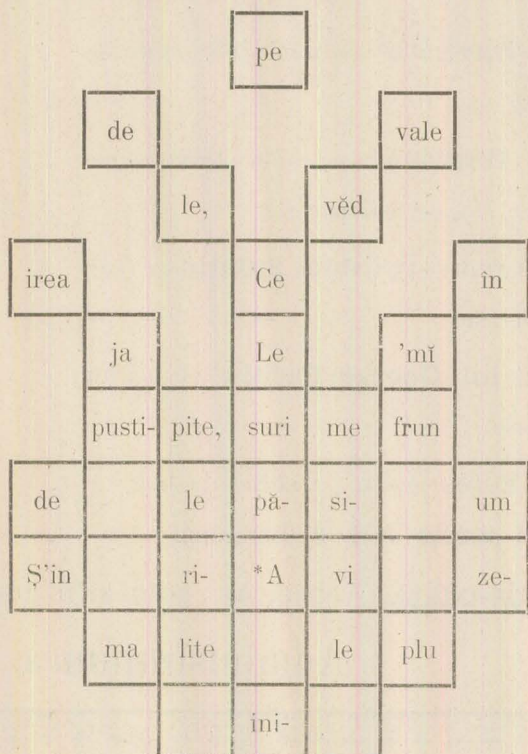 pe
de vale
le, vĕd
irea Ce în
ja Le 'mĭ
pusti- pite, suri me frun
de le pă- si- um
Ș'in ri- *A vi ze-
ma lite le plu
ini-